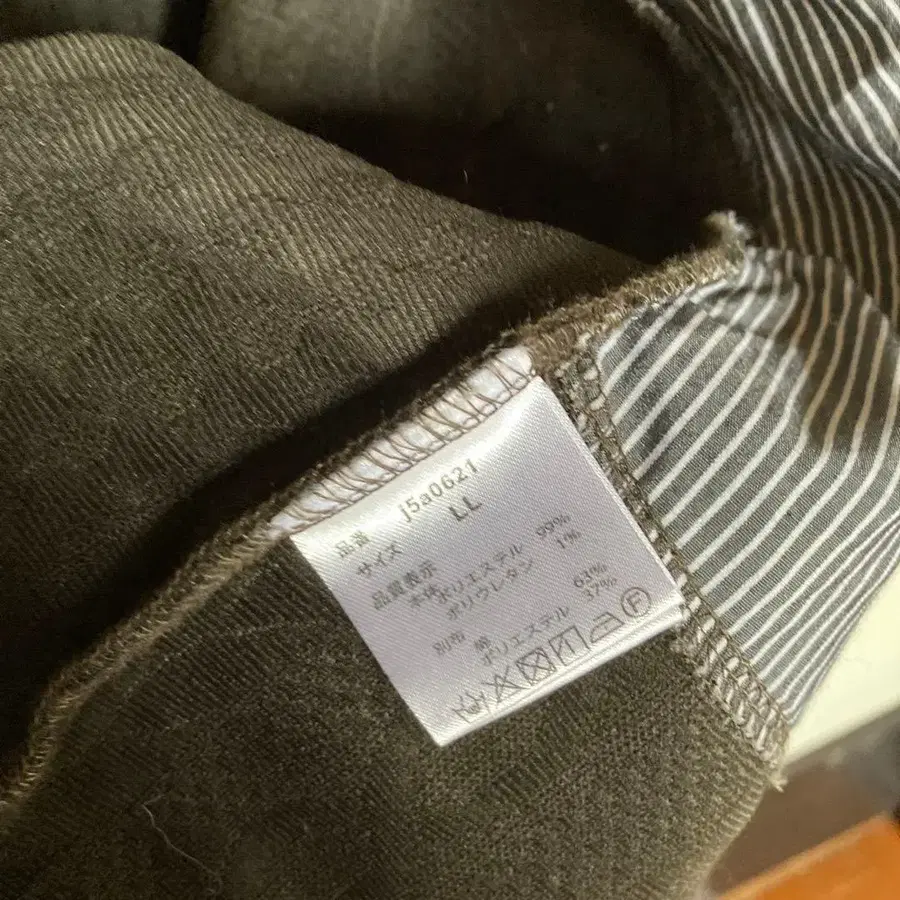 品番 j5a0621
サイズ LL
品質表示
本体 ポリエステル 99%
ポリウレタン 1%
別布 綿 63%
ポリエステル 37%
F